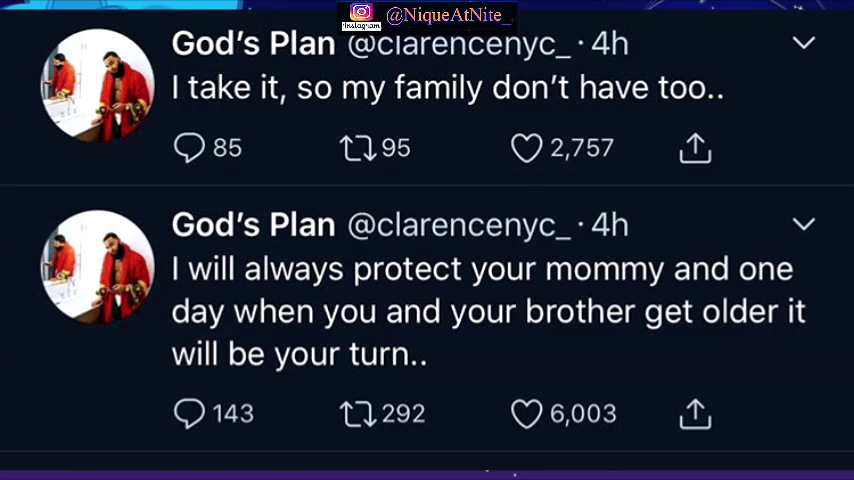 Instagram
@NiqueAtNite_
God's Plan @clarencenyc_ · 4h
I take it, so my family don't have too..
85 95 2,757
God's Plan @clarencenyc_ · 4h
I will always protect your mommy and one
day when you and your brother get older it
will be your turn..
143 292 6,003